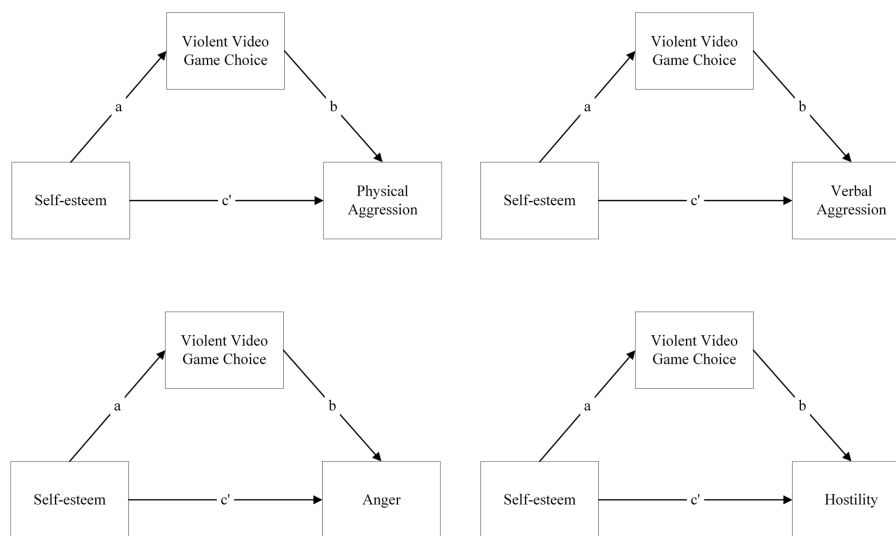 Violent Video
Game Choice
a
b
Self-esteem
c'
Physical
Aggression
Violent Video
Game Choice
a
b
Self-esteem
c'
Verbal
Aggression
Violent Video
Game Choice
a
b
Self-esteem
c'
Anger
Violent Video
Game Choice
a
b
Self-esteem
c'
Hostility